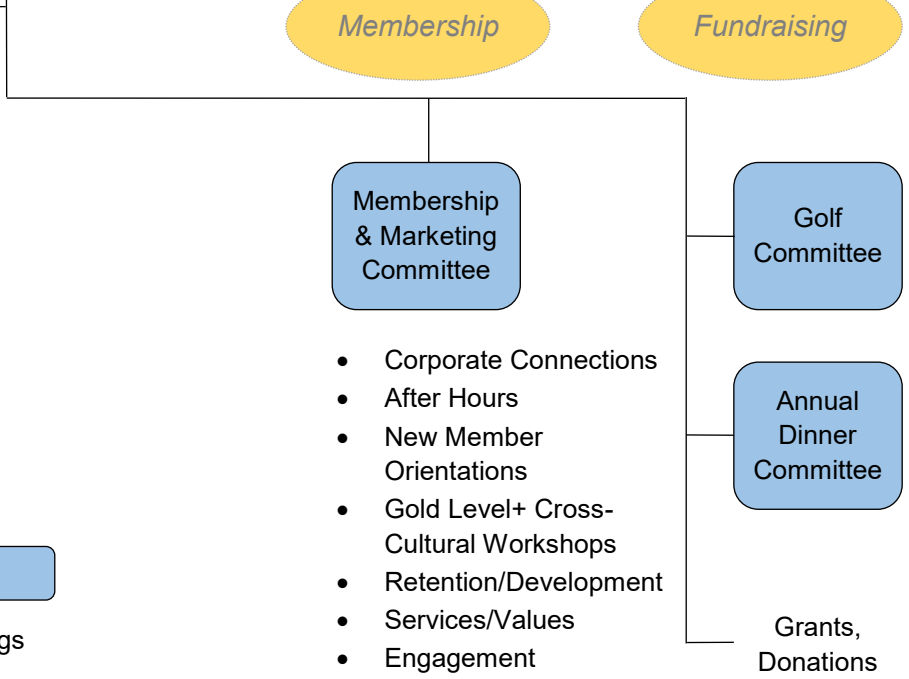 Membership
Fundraising
Membership
& Marketing
Committee
• Corporate Connections
• After Hours
• New Member
Orientations
• Gold Level+ Cross-
Cultural Workshops
• Retention/Development
• Services/Values
• Engagement
Golf
Committee
Annual
Dinner
Committee
Grants,
Donations
gs